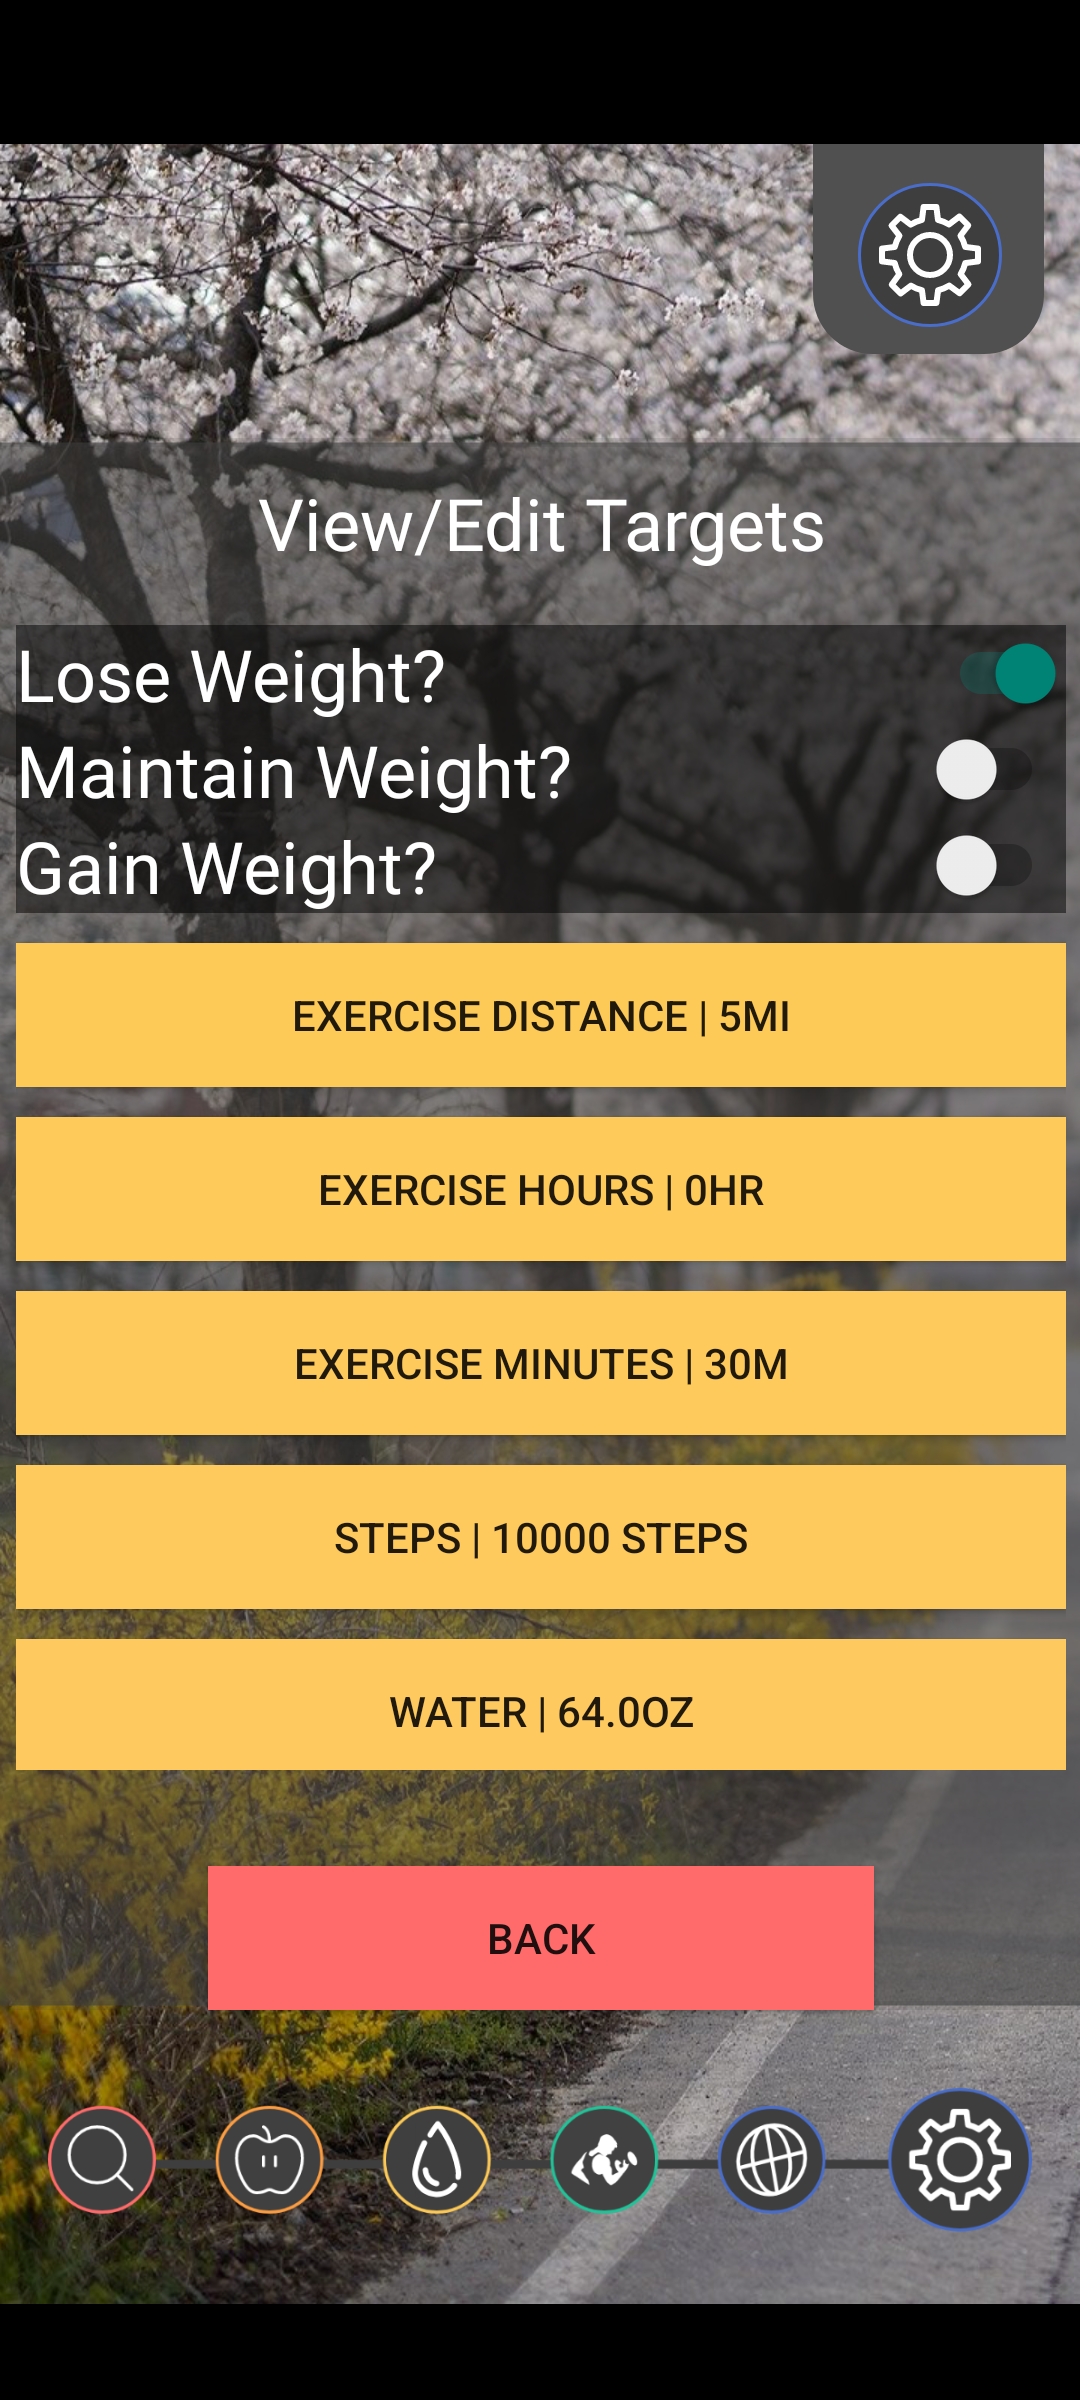 View/Edit Targets
Lose Weight?
Maintain Weight?
Gain Weight?
EXERCISE DISTANCE | 5MI
EXERCISE HOURS | 0HR
EXERCISE MINUTES | 30M
STEPS | 10000 STEPS
WATER | 64.0OZ
BACK